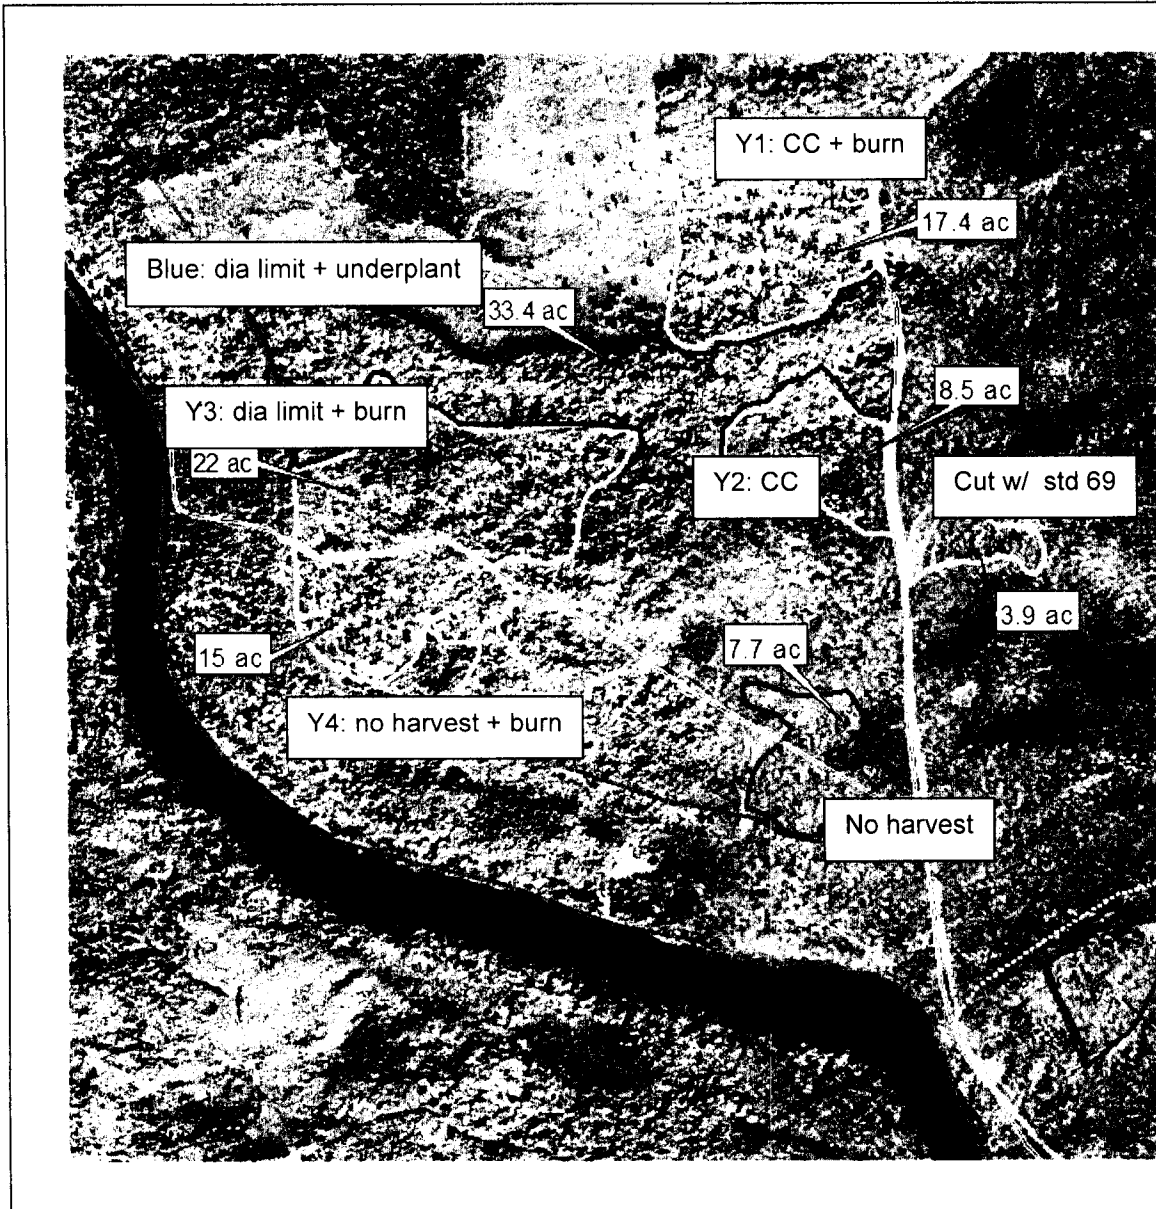 Y1: CC + burn
17.4 ac
Blue: dia limit + underplant
33.4 ac
8.5 ac
Y3: dia limit + burn
22 ac
Y2: CC
Cut w/ std 69
3.9 ac
15 ac
7.7 ac
Y4: no harvest + burn
No harvest